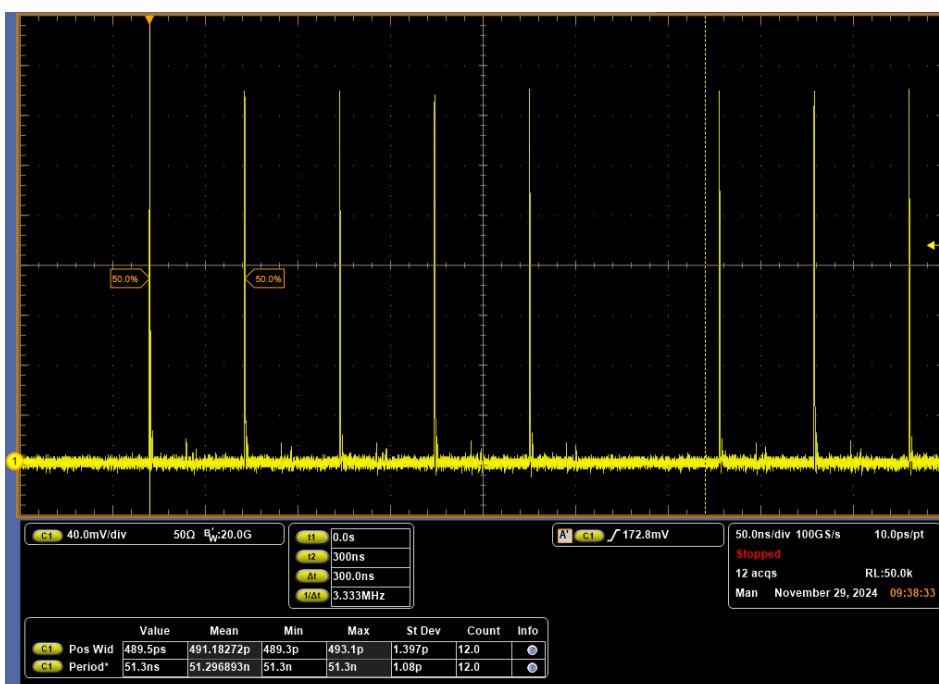 50.0% 50.0%
1
C1 40.0mV/div 50Ω B'W:20.0G
t1 0.0s
t2 300ns
Δt 300.0ns
1/Δt 3.333MHz
A' C1 172.8mV
50.0ns/div 100GS/s 10.0ps/pt
Stopped
12 acqs RL:50.0k
Man November 29, 2024 09:38:33
Value Mean Min Max St Dev Count Info
C1 Pos Wid 489.5ps 491.18272p 489.3p 493.1p 1.397p 12.0
C1 Period* 51.3ns 51.296893n 51.3n 51.3n 1.08p 12.0